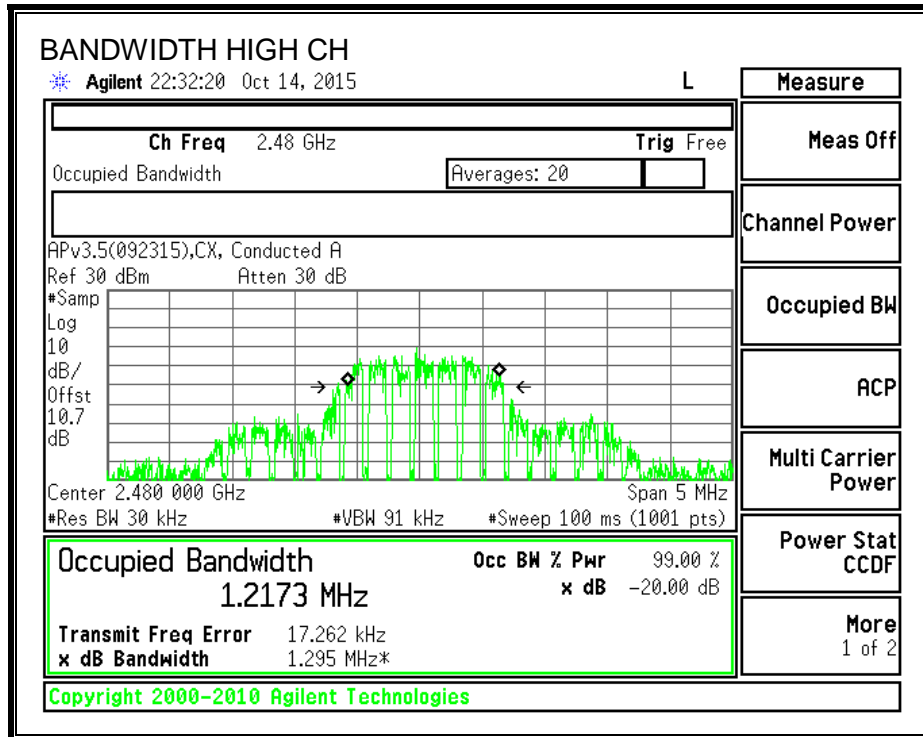 BANDWIDTH HIGH CH
Agilent 22:32:20 Oct 14, 2015 L
Measure
Ch Freq 2.48 GHz Trig Free
Meas Off
Occupied Bandwidth Averages: 20
Channel Power
APv3.5(092315),CX, Conducted A
Ref 30 dBm Atten 30 dB
#Samp
Log
10
dB/
Offst
10.7
dB
Occupied BW
ACP
Multi Carrier
Power
Center 2.480 000 GHz Span 5 MHz
#Res BW 30 kHz #VBW 91 kHz #Sweep 100 ms (1001 pts)
Power Stat
CCDF
Occupied Bandwidth Occ BW % Pwr 99.00 %
1.2173 MHz x dB -20.00 dB
Transmit Freq Error 17.262 kHz
x dB Bandwidth 1.295 MHz*
More
1 of 2
Copyright 2000-2010 Agilent Technologies